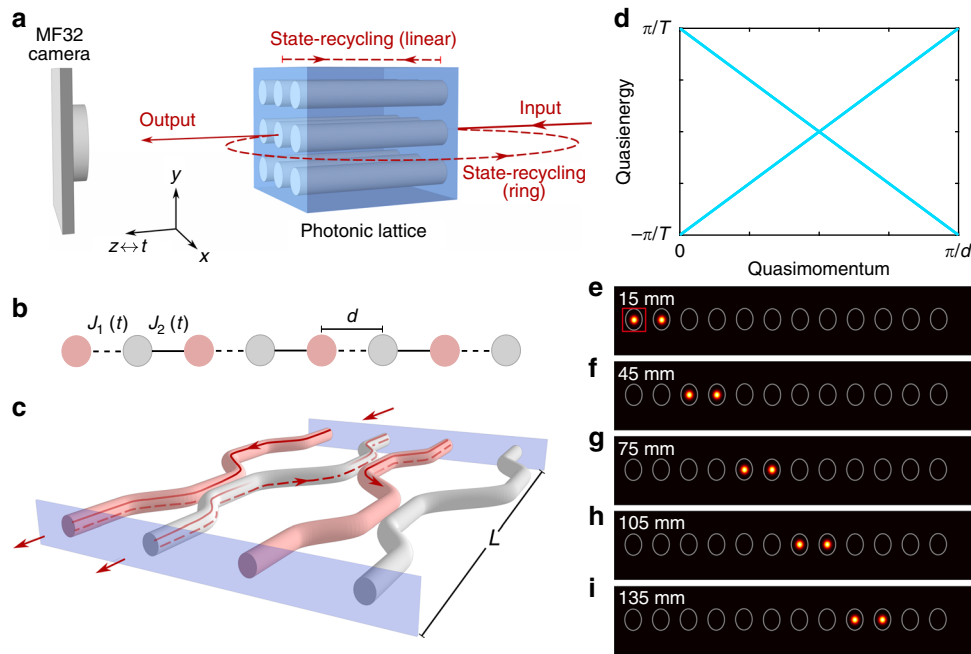 a
MF32
camera
State-recycling (linear)
Output
Input
State-recycling
(ring)
y
z↔t
x
Photonic lattice
b
J₁ (t)
J₂ (t)
d
c
L
d
π/T
Quasienergy
−π/T
0
π/d
Quasimomentum
e
15 mm
f
45 mm
g
75 mm
h
105 mm
i
135 mm